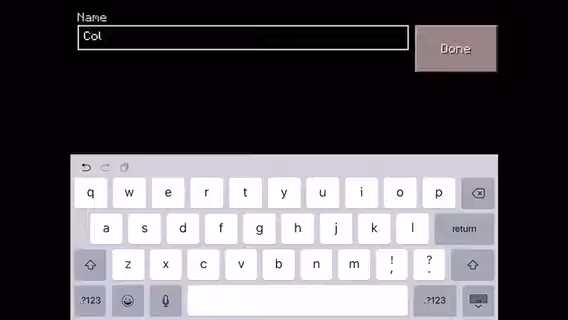 Name
Col
Done
q w e r t y u i o p
a s d f g h j k l return
z x c v b n m ! , ? .
.?123 .?123